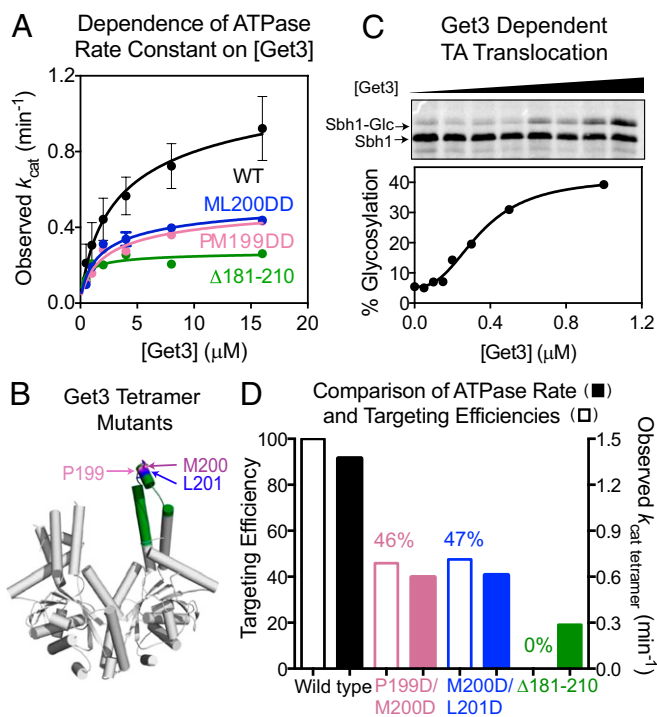 A
Dependence of ATPase
Rate Constant on [Get3]
Observed kcat (min⁻¹)
1.2
0.8
0.4
0.0
WT
ML200DD
PM199DD
Δ181-210
0 5 10 15 20
[Get3] (μM)
C
Get3 Dependent
TA Translocation
[Get3]
Sbh1-Glc
Sbh1
% Glycosylation
40
30
20
10
0
0.0 0.4 0.8 1.2
[Get3] (μM)
B
Get3 Tetramer
Mutants
P199
M200
L201
D
Comparison of ATPase Rate (■)
and Targeting Efficiencies (□)
Targeting Efficiency
100
80
60
40
20
0
46%
47%
0%
1.5
1.2
0.9
0.6
0.3
0.0
Observed kcat tetramer (min⁻¹)
Wild type
P199D/
M200D
M200D/
L201D
Δ181-210